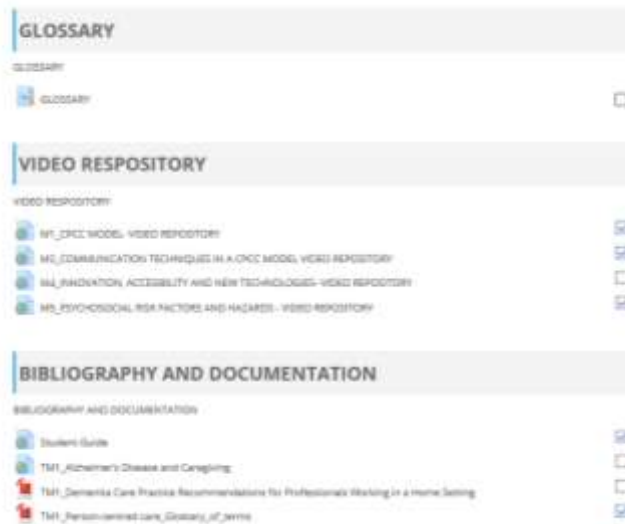 GLOSSARY
GLOSSARY
GLOSSARY
VIDEO RESPOSITORY
VIDEO RESPOSITORY
M1_CPCC MODEL- VIDEO REPOSITORY
M2_COMMUNICATION TECHNIQUES IN A CPCC MODEL VIDEO REPOSITORY
M4_INNOVATION, ACCESSIBILITY AND NEW TECHNOLOGIES- VIDEO REPOSITORY
M5_PSYCHOSOCIAL RISK FACTORS AND HAZARDS - VIDEO REPOSITORY
BIBLIOGRAPHY AND DOCUMENTATION
BIBLIOGRAPHY AND DOCUMENTATION
Student Guide
TM1_Alzheimer's Disease and Caregiving
TM1_Dementia Care Practice Recommendations for Professionals Working in a Home Setting
TM1_Person-centred care_Glossary_of_terms